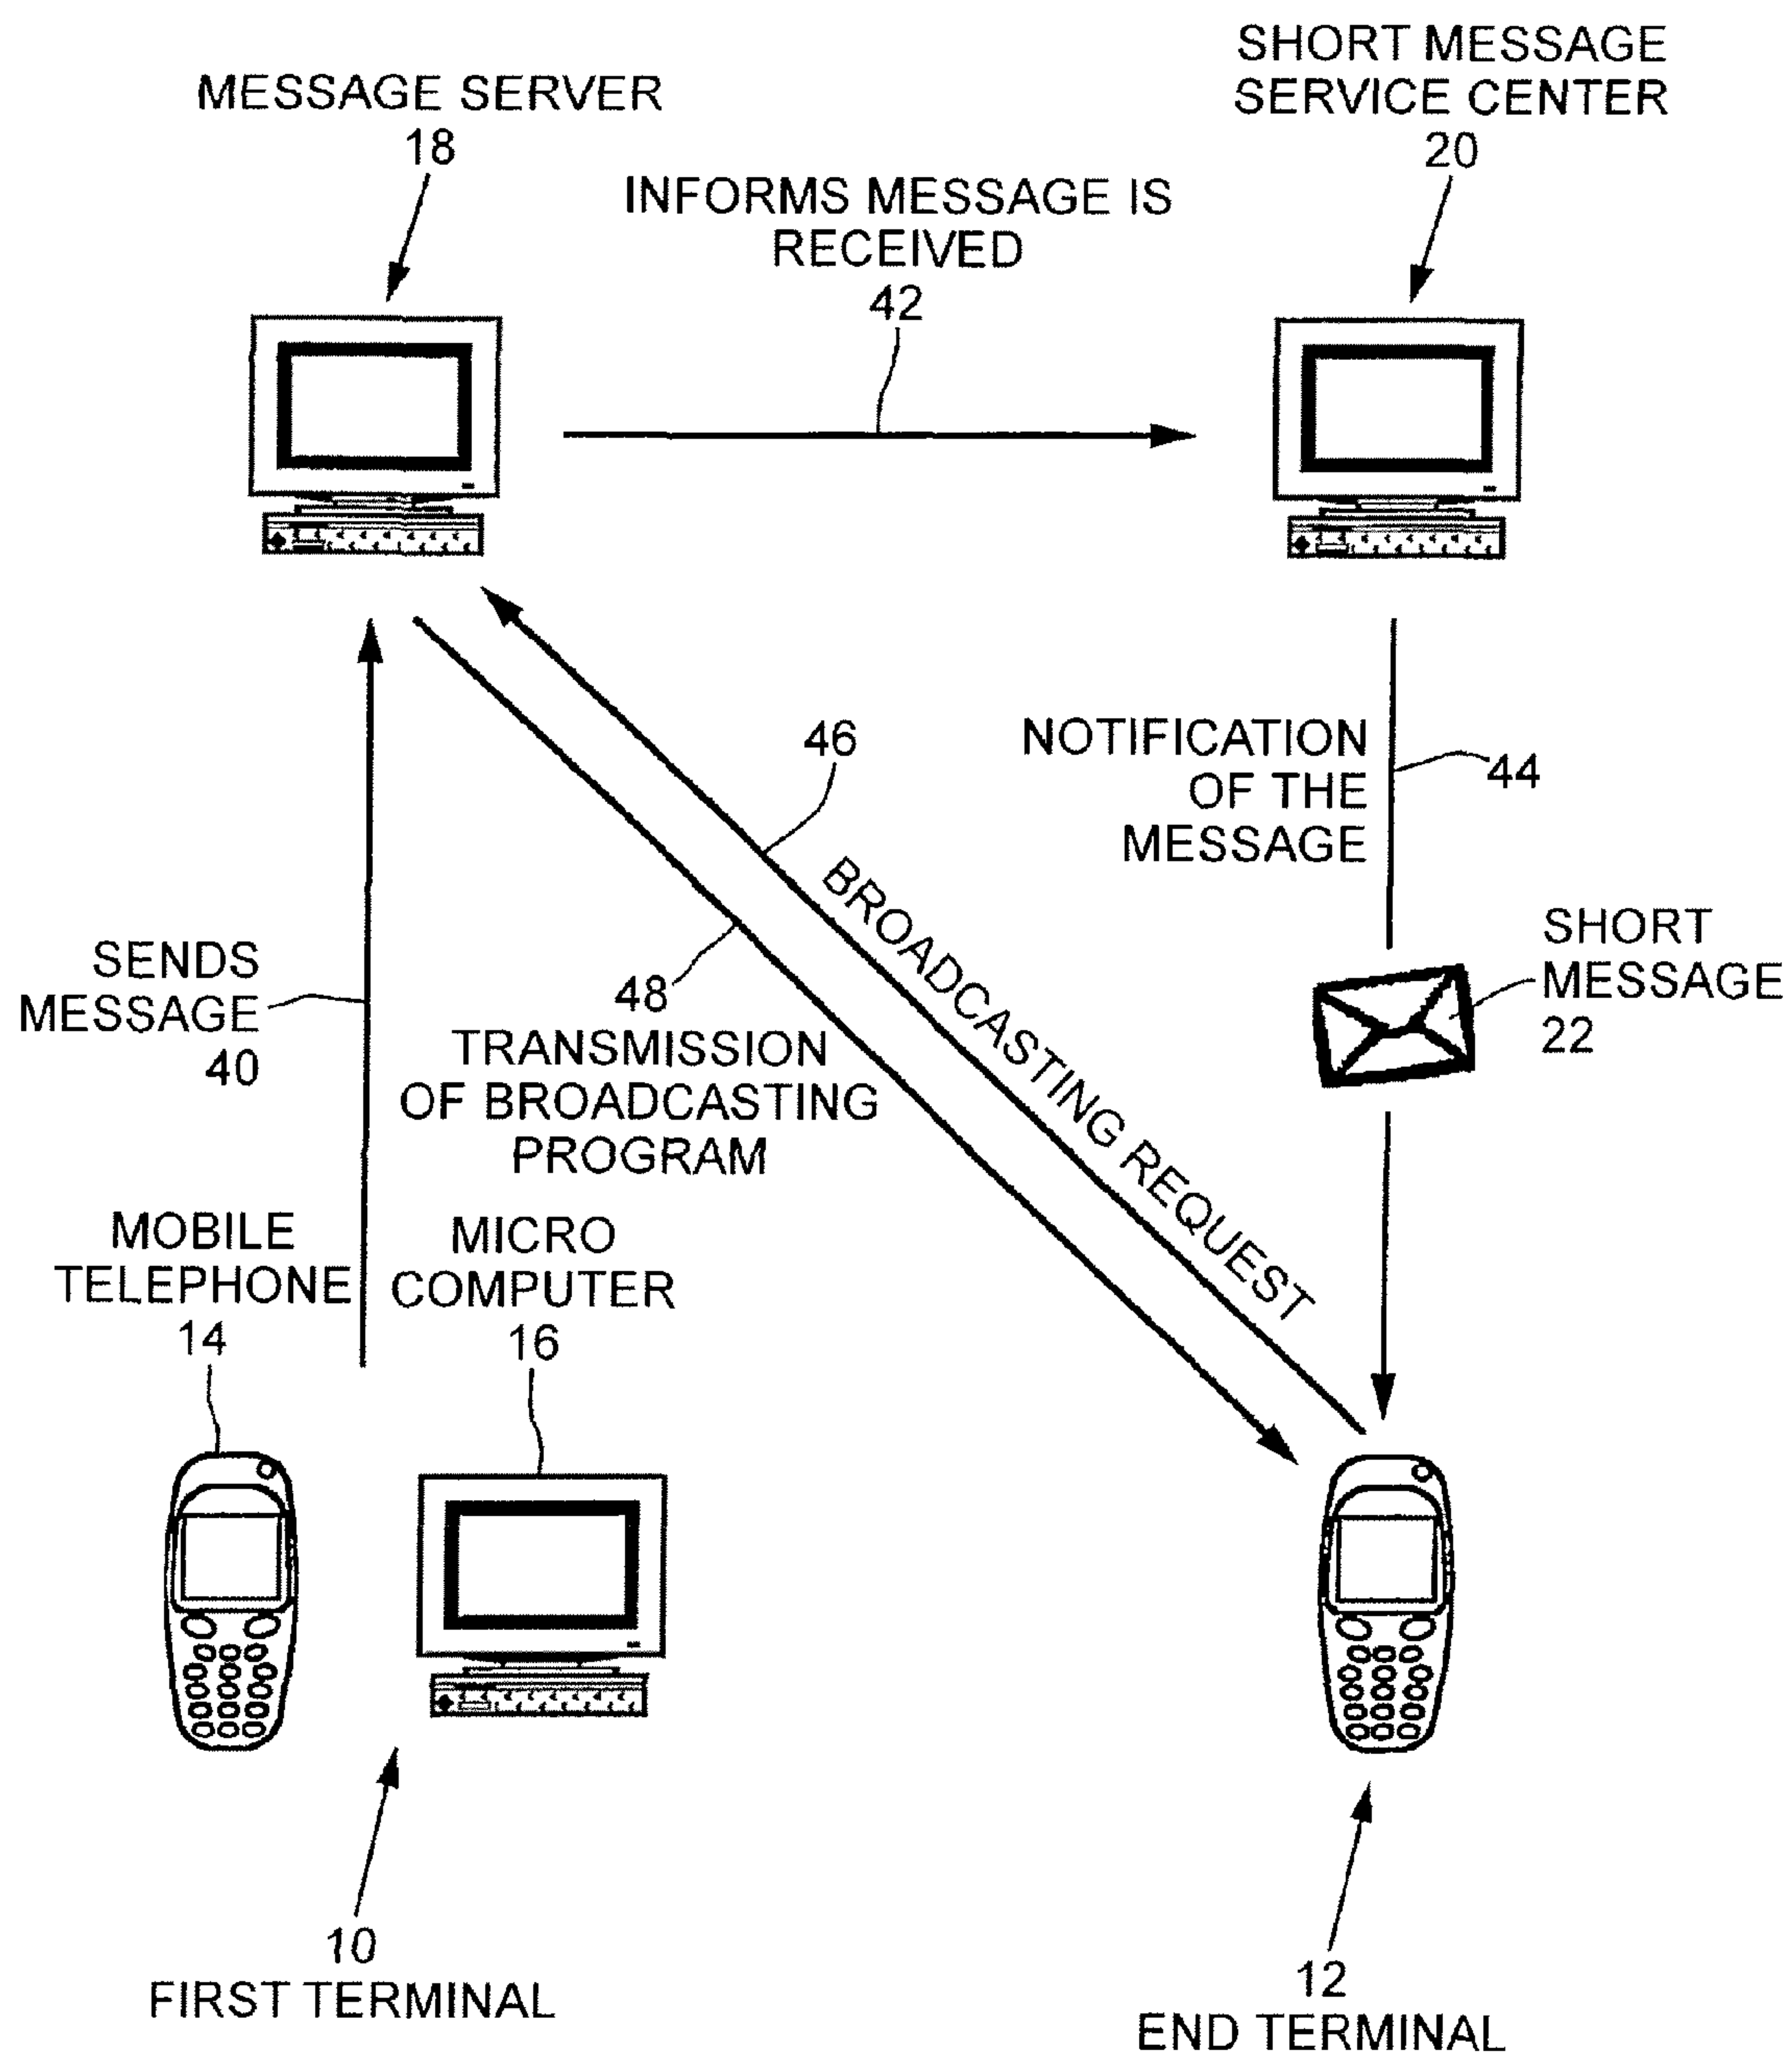 MESSAGE SERVER
18
SHORT MESSAGE
SERVICE CENTER
20
INFORMS MESSAGE IS
RECEIVED
42
46
NOTIFICATION
OF THE
MESSAGE
44
BROADCASTING REQUEST
SHORT
MESSAGE
22
SENDS
MESSAGE
40
48
TRANSMISSION
OF BROADCASTING
PROGRAM
MOBILE
TELEPHONE
14
MICRO
COMPUTER
16
10
FIRST TERMINAL
12
END TERMINAL